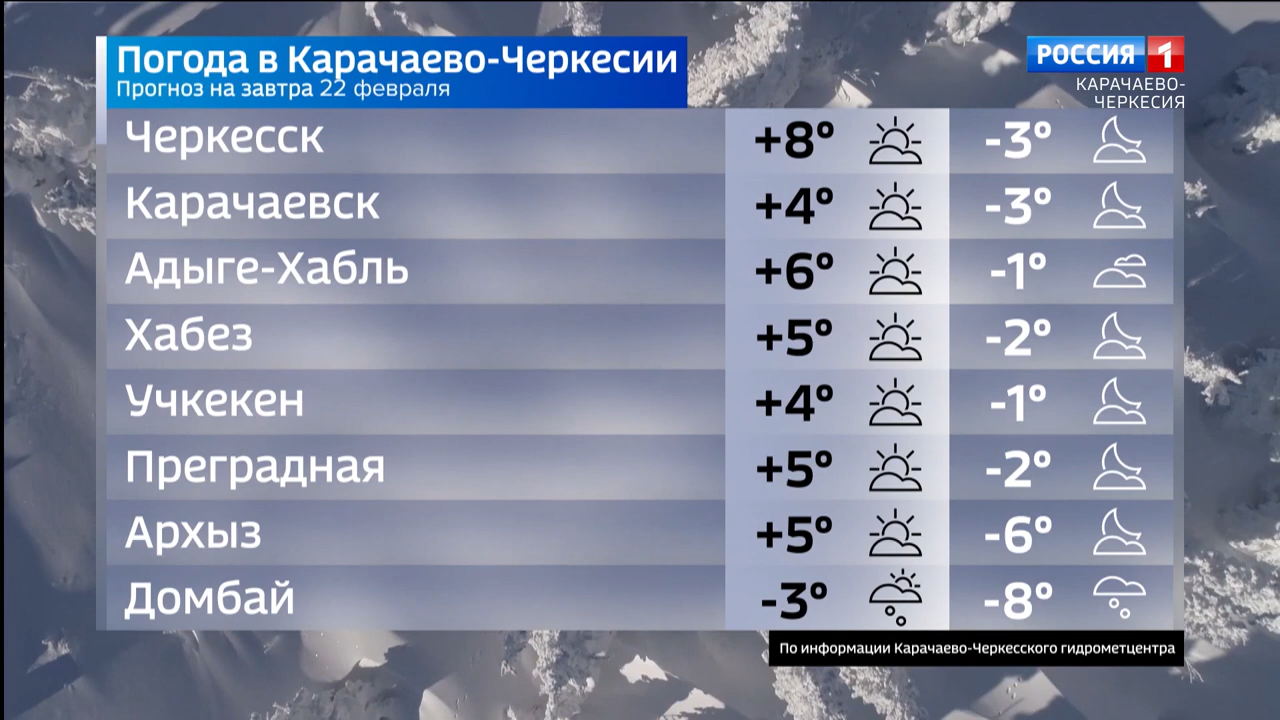 Погода в Карачаево-Черкесии
Прогноз на завтра 22 февраля
РОССИЯ 1
КАРАЧАЕВО-
ЧЕРКЕСИЯ
Черкесск +8° -3°
Карачаевск +4° -3°
Адыге-Хабль +6° -1°
Хабез +5° -2°
Учкекен +4° -1°
Преградная +5° -2°
Архыз +5° -6°
Домбай -3° -8°
По информации Карачаево-Черкесского гидрометцентра